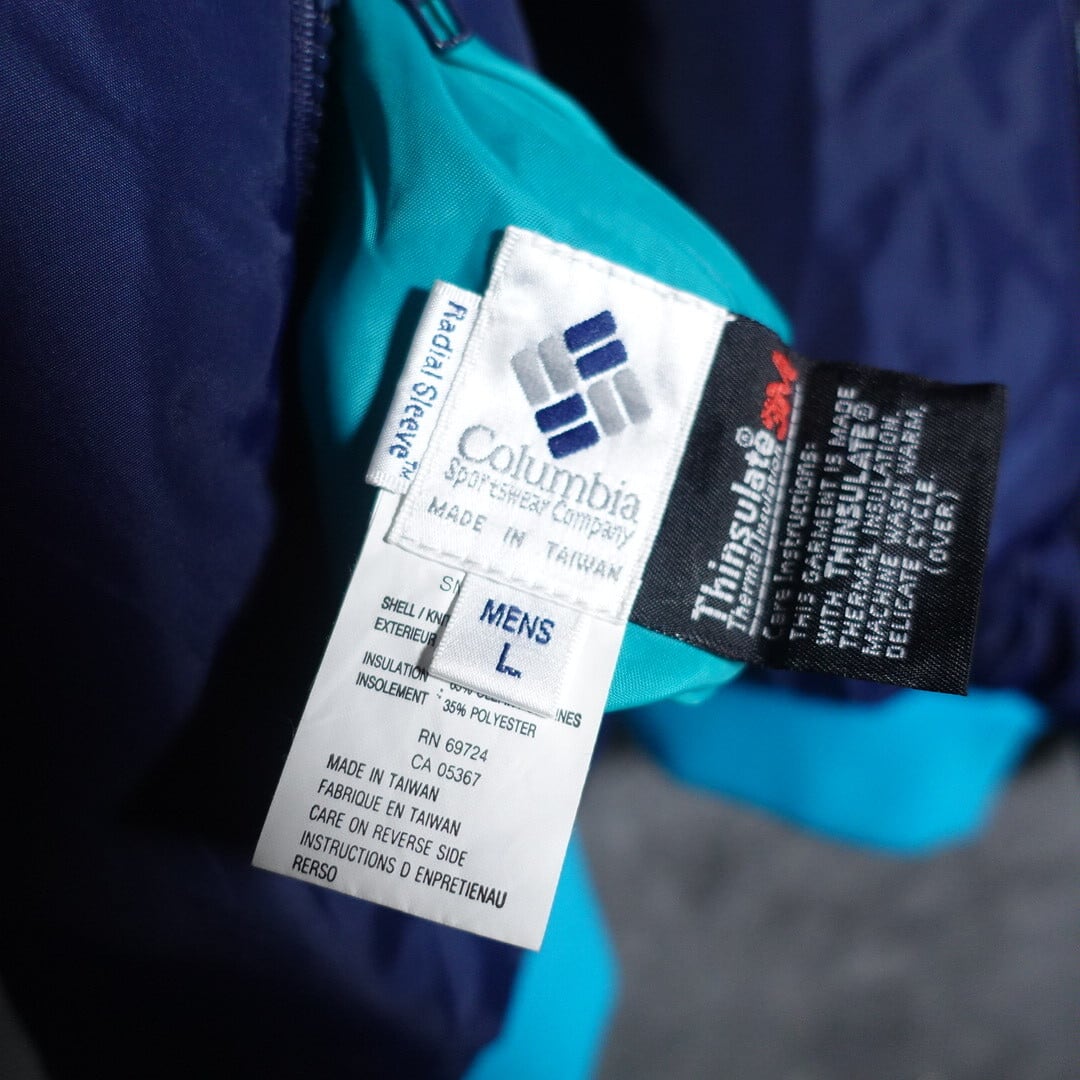 Radial Sleeve™
Columbia
Sportswear Company
MADE IN TAIWAN
MENS
L
Thinsulate©
3M
Thermal Insulation
Care Instructions:
THIS GARMENT IS MADE
WITH THINSULATE©
THERMAL INSULATION.
MACHINE WASH WARM,
DELICATE CYCLE.
(OVER)
SHELL /
EXTERIEUR
INSULATION
INSOLEMENT : 35% POLYESTER
RN 69724
CA 05367
MADE IN TAIWAN
FABRIQUE EN TAIWAN
CARE ON REVERSE SIDE
INSTRUCTIONS D ENPRETIENAU
RERSO